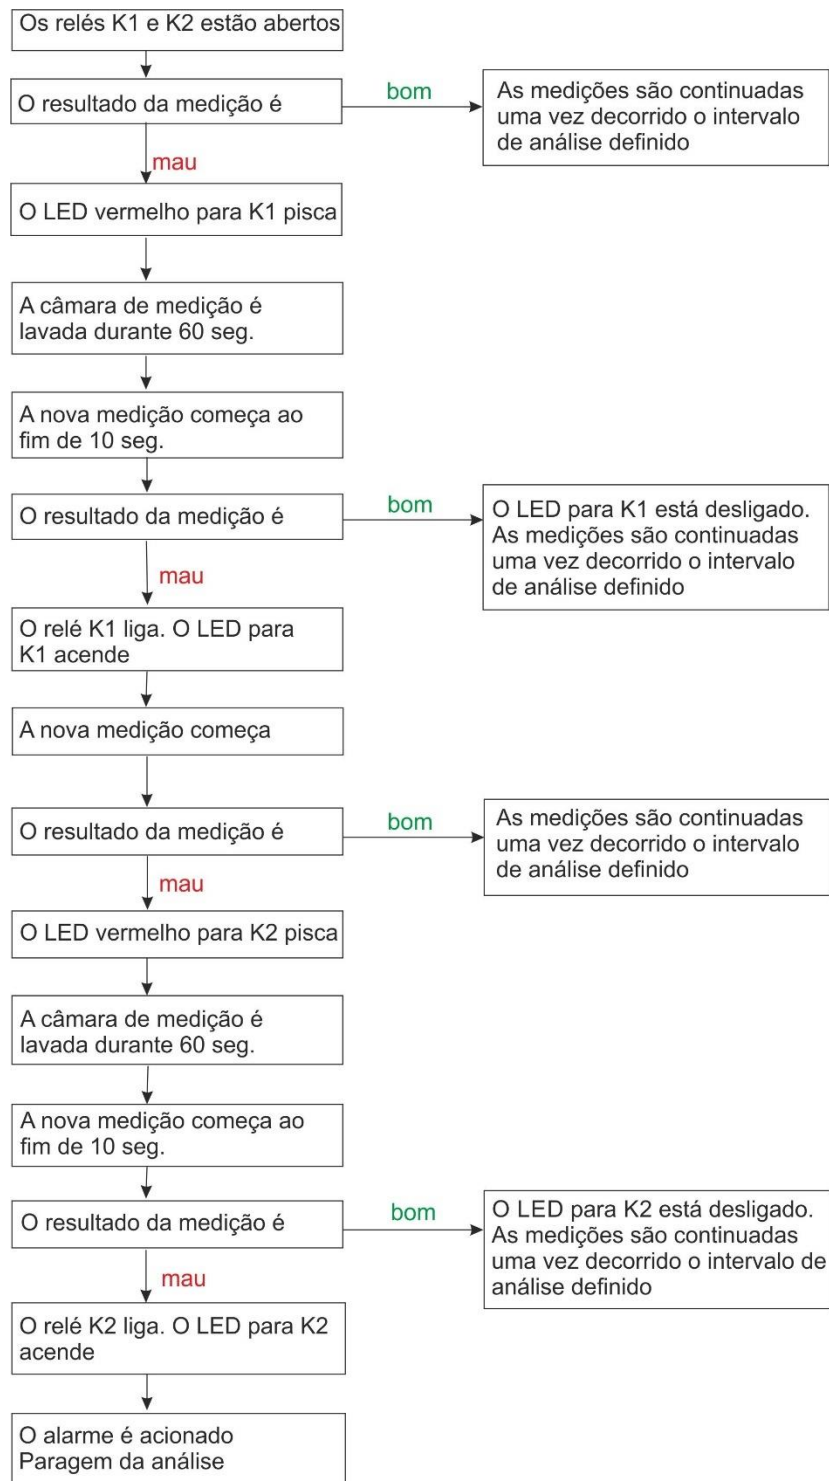 Os relés K1 e K2 estão abertos
O resultado da medição é
bom
As medições são continuadas
uma vez decorrido o intervalo
de análise definido
mau
O LED vermelho para K1 pisca
A câmara de medição é
lavada durante 60 seg.
A nova medição começa ao
fim de 10 seg.
O resultado da medição é
bom
O LED para K1 está desligado.
As medições são continuadas
uma vez decorrido o intervalo
de análise definido
mau
O relé K1 liga. O LED para
K1 acende
A nova medição começa
O resultado da medição é
bom
As medições são continuadas
uma vez decorrido o intervalo
de análise definido
mau
O LED vermelho para K2 pisca
A câmara de medição é
lavada durante 60 seg.
A nova medição começa ao
fim de 10 seg.
O resultado da medição é
bom
O LED para K2 está desligado.
As medições são continuadas
uma vez decorrido o intervalo de
análise definido
mau
O relé K2 liga. O LED para K2
acende
O alarme é acionado
Paragem da análise